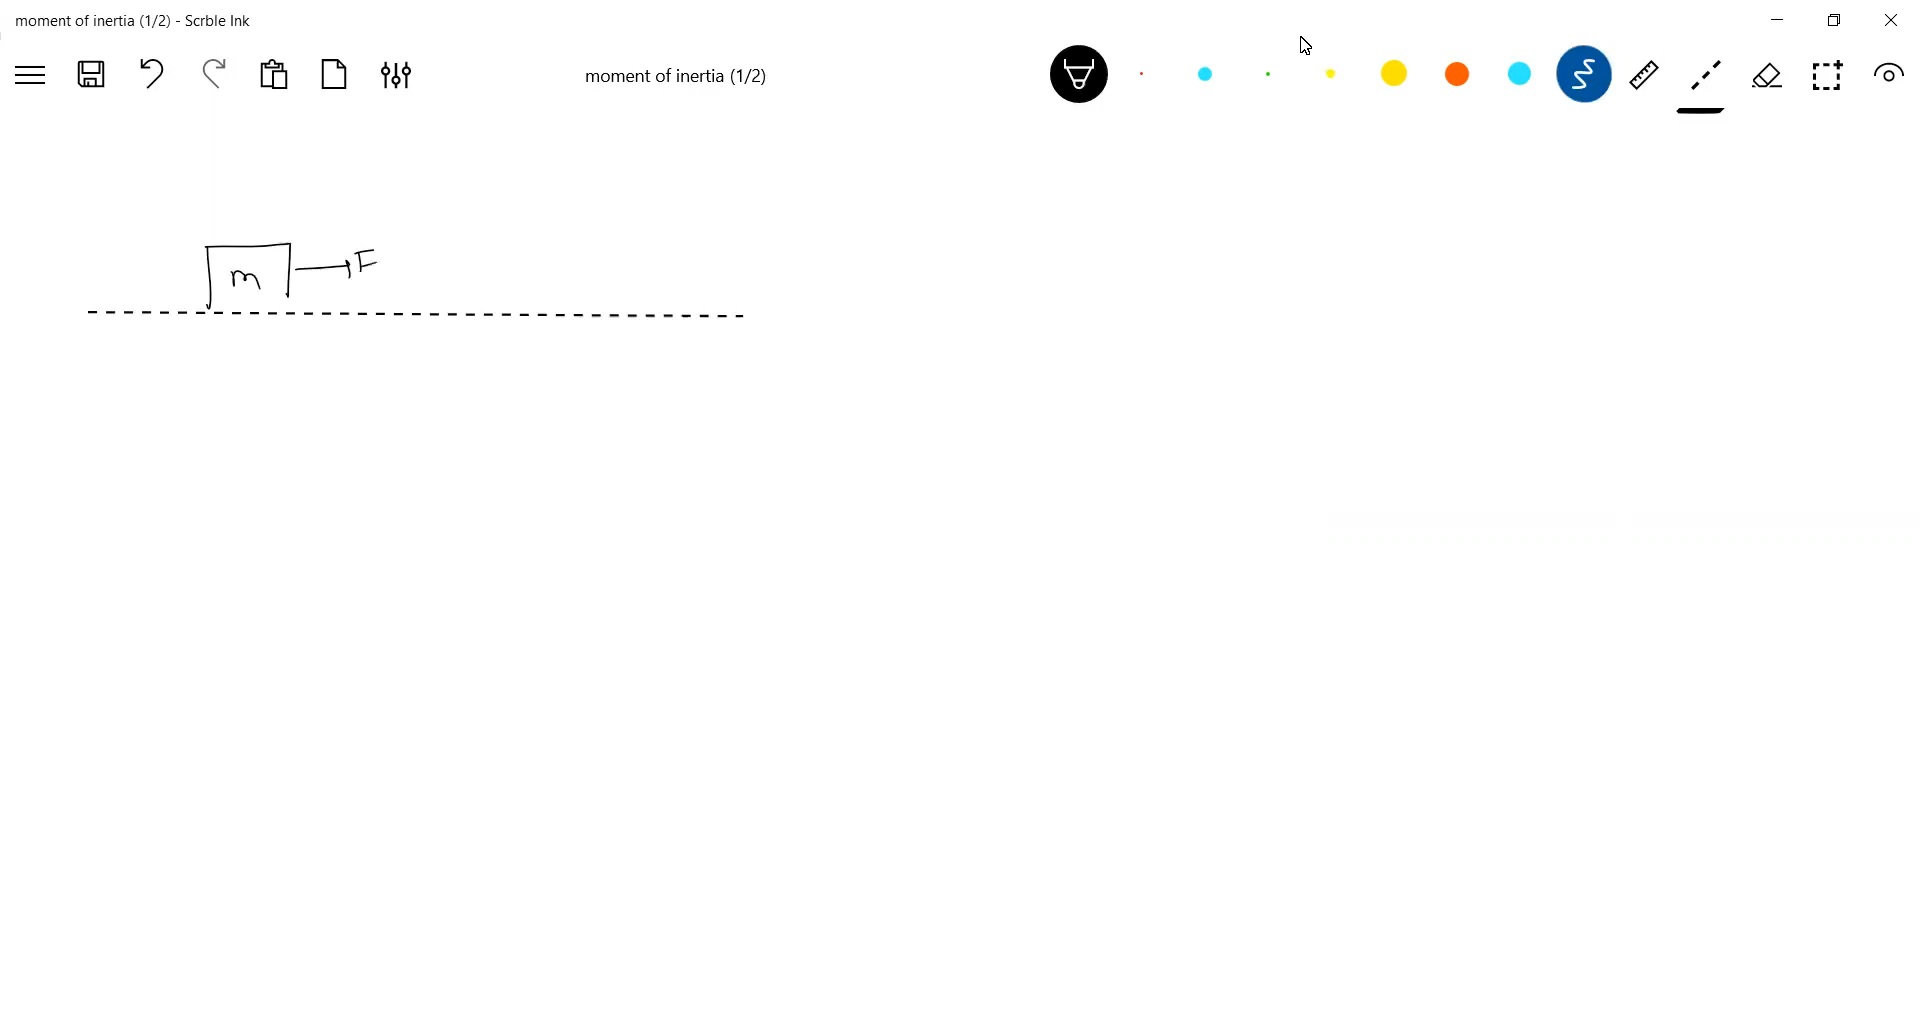 moment of inertia (1/2) - Scrble Ink
moment of inertia (1/2)
m
F